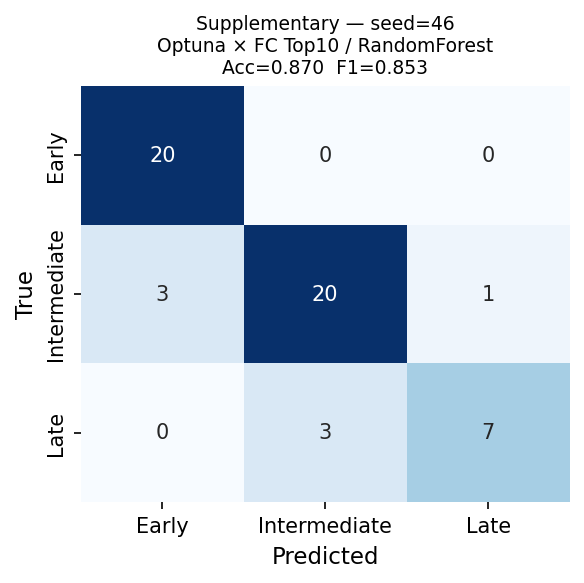 Supplementary — seed=46
Optuna × FC Top10 / RandomForest
Acc=0.870  F1=0.853
True
Early
20
0
0
Intermediate
3
20
1
Late
0
3
7
Early
Intermediate
Late
Predicted